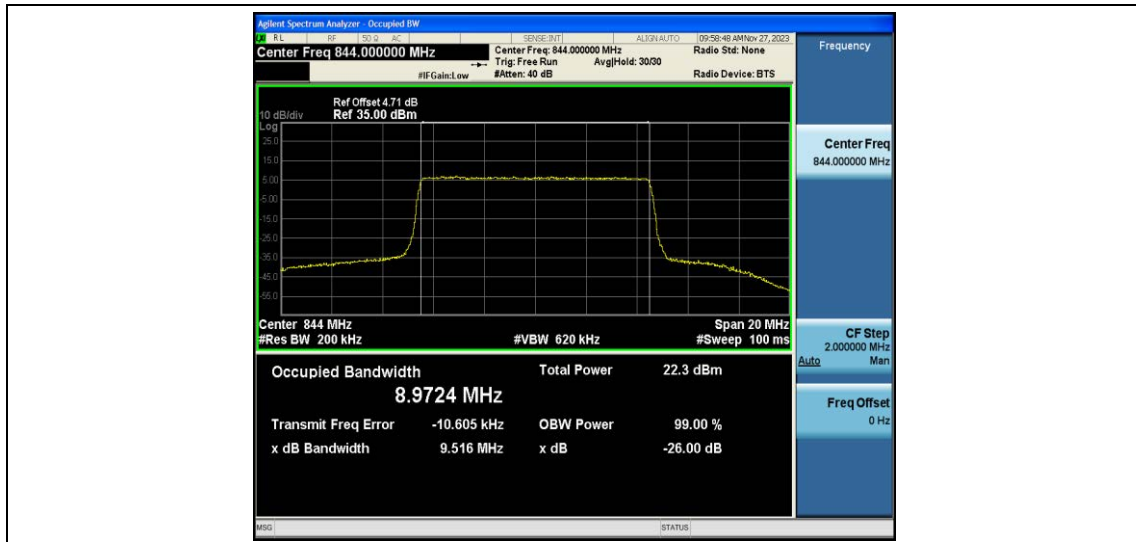 Agilent Spectrum Analyzer - Occupied BW
RL RF 50 Ω AC SENSE:INT ALIGN AUTO 09:58:48 AM Nov 27, 2023
Center Freq 844.000000 MHz
Center Freq: 844.000000 MHz
Radio Std: None
Trig: Free Run Avg|Hold: 30/30
#IFGain:Low #Atten: 40 dB Radio Device: BTS
Frequency
Ref Offset 4.71 dB
10 dB/div Ref 35.00 dBm
Log
25.0
15.0
5.00
-5.00
-15.0
-25.0
-35.0
-45.0
-55.0
Center 844 MHz Span 20 MHz
#Res BW 200 kHz #VBW 620 kHz #Sweep 100 ms
Center Freq
844.000000 MHz
CF Step
2.000000 MHz
Auto Man
Freq Offset
0 Hz
Occupied Bandwidth Total Power 22.3 dBm
8.9724 MHz
Transmit Freq Error -10.605 kHz OBW Power 99.00 %
x dB Bandwidth 9.516 MHz x dB -26.00 dB
MSG STATUS